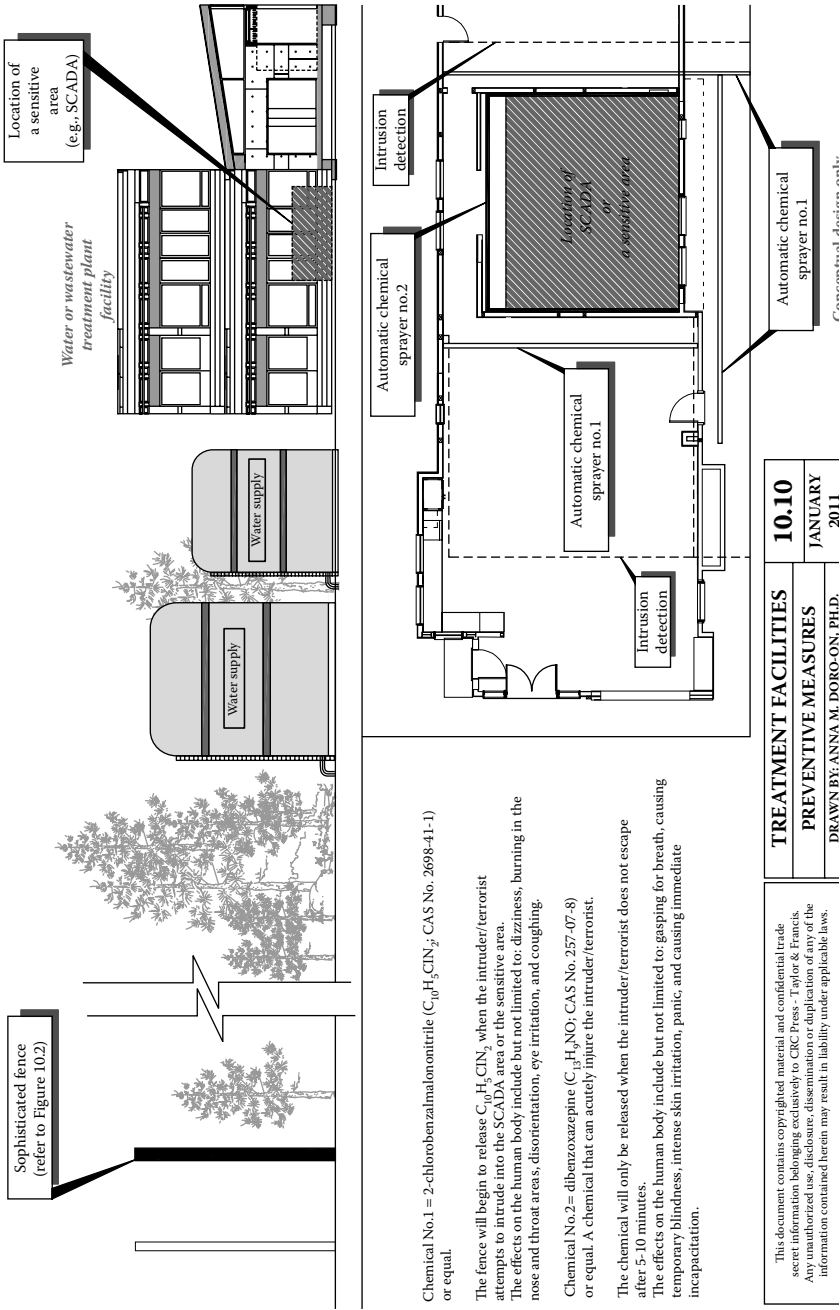 Sophisticated fence
(refer to Figure 10.2)
Water supply
Water supply
Water or wastewater
treatment plant
facility
Location of
a sensitive
area
(e.g., SCADA)
Chemical No.1 = 2-chlorobenzalmalononitrile (C10H5ClN2; CAS No. 2698-41-1)
or equal.
The fence will begin to release C10H5ClN2 when the intruder/terrorist
attempts to intrude into the SCADA area or the sensitive area.
The effects on the human body include but not limited to: dizziness, burning in the
nose and throat areas, disorientation, eye irritation, and coughing.
Chemical No.2= dibenzoxazepine (C13H9NO; CAS No. 257-07-8)
or equal. A chemical that can acutely injure the intruder/terrorist.
The chemical will only be released when the intruder/terrorist does not escape
after 5-10 minutes.
The effects on the human body include but not limited to: gasping for breath, causing
temporary blindness, intense skin irritation, panic, and causing immediate
incapacitation.
Automatic chemical
sprayer no.2
Intrusion
detection
Location of
SCADA
or
a sensitive area
Automatic chemical
sprayer no.1
Intrusion
detection
Automatic chemical
sprayer no.1
Conceptual design only
This document contains copyrighted material and confidential trade
secret information belonging exclusively to CRC Press - Taylor & Francis.
Any unauthorized use, disclosure, dissemination or duplication of any of the
information contained herein may result in liability under applicable laws.
TREATMENT FACILITIES
PREVENTIVE MEASURES
DRAWN BY: ANNA M. DORO-ON, PH.D.
10.10
JANUARY
2011